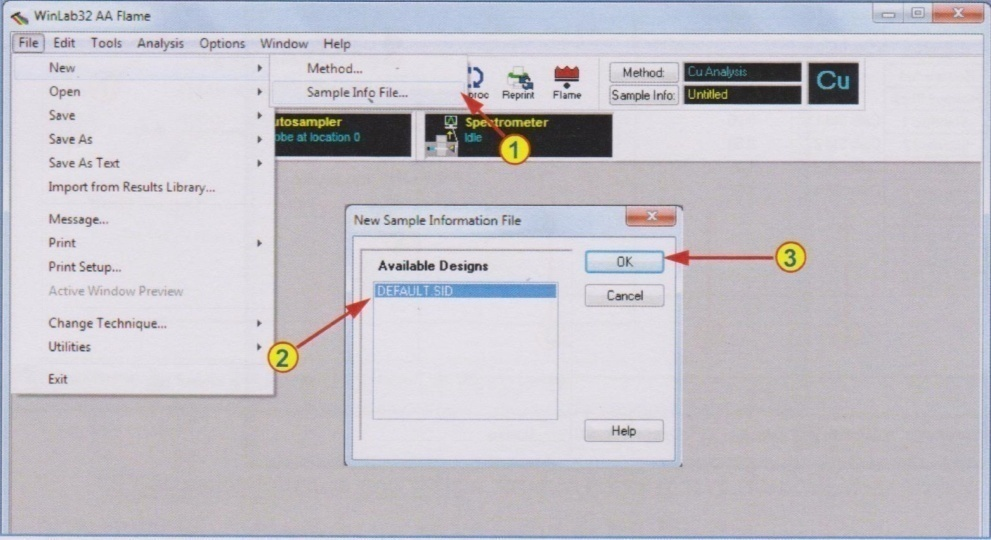 WinLab32 AA Flame
File Edit Tools Analysis Options Window Help
New
Open
Save
Save As
Save As Text
Import from Results Library...
Message...
Print
Print Setup...
Active Window Preview
Change Technique...
Utilities
Exit
Method...
Sample Info File...
Reprint
Flame
Method: Cu Analysis
Sample Info: Untitled
Cu
utosampler
obe at location 0
Spectrometer
Idle
1
New Sample Information File
Available Designs
DEFAULT.SID
OK
Cancel
Help
2
3